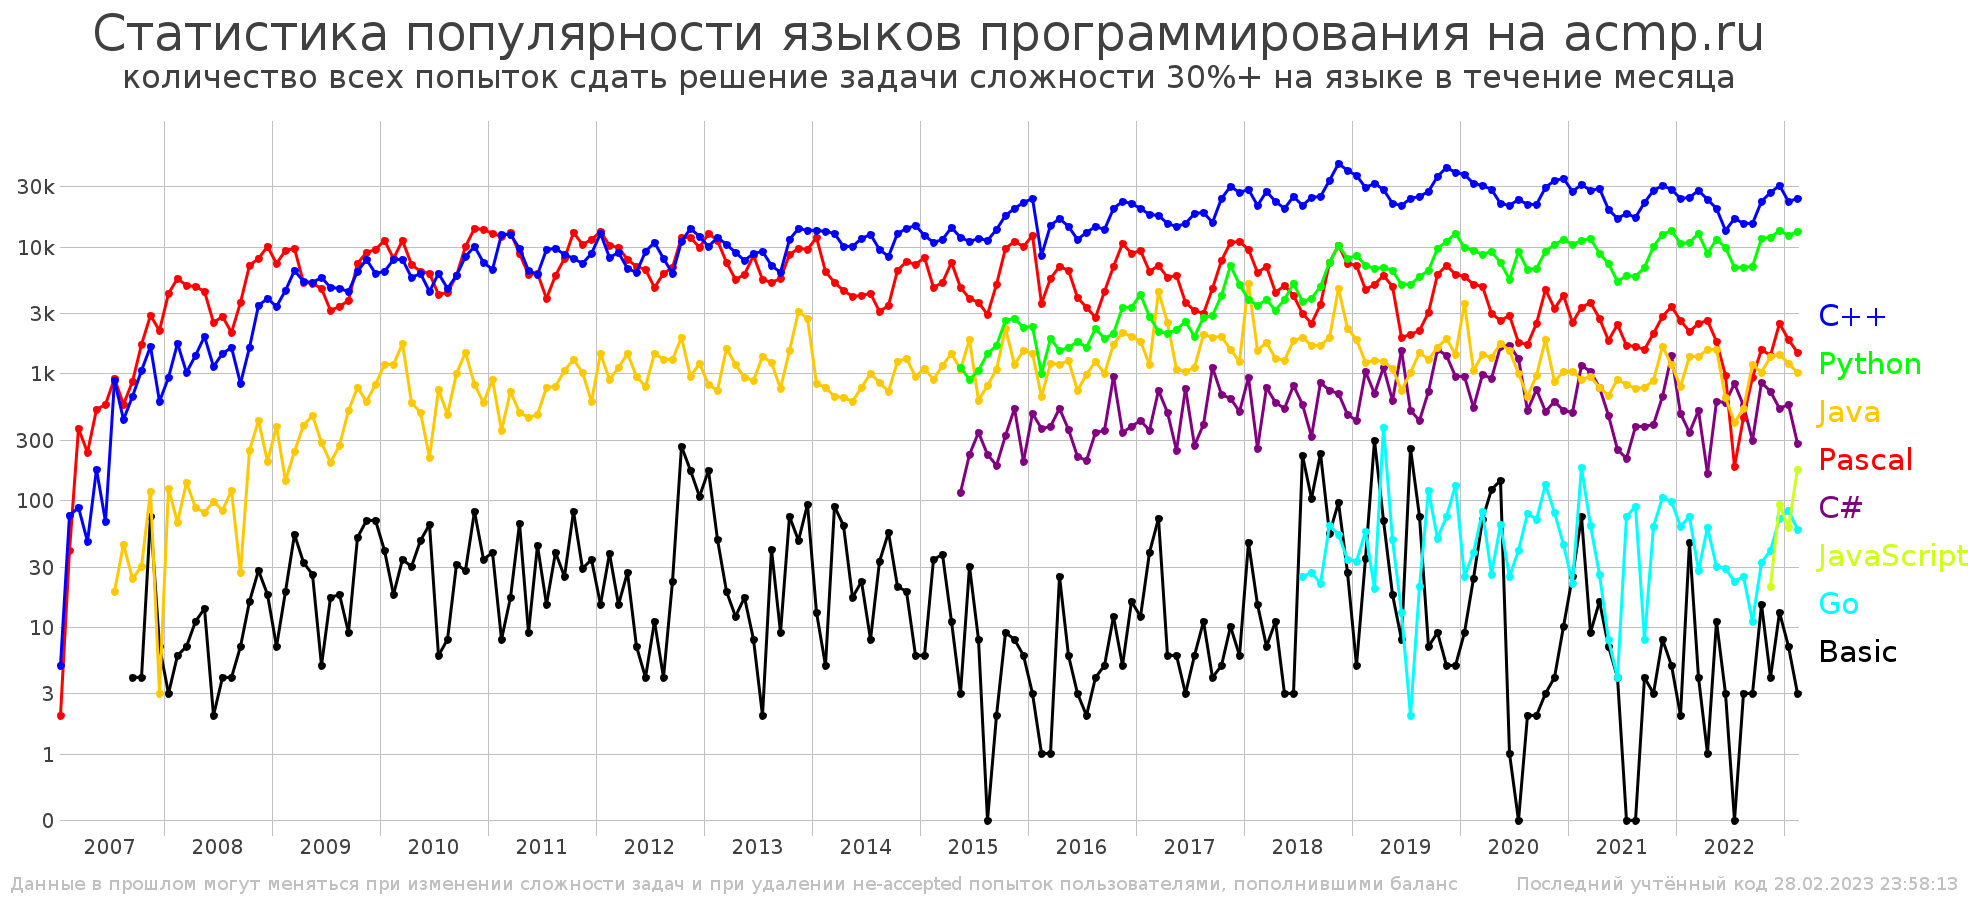 Статистика популярности языков программирования на acmp.ru
количество всех попыток сдать решение задачи сложности 30%+ на языке в течение месяца
30k
10k
3k
1k
300
100
30
10
3
1
0
C++
Python
Java
Pascal
C#
JavaScript
Go
Basic
2007 2008 2009 2010 2011 2012 2013 2014 2015 2016 2017 2018 2019 2020 2021 2022
Данные в прошлом могут меняться при изменении сложности задач и при удалении не-accepted попыток пользователями, пополнившими баланс
Последний учтённый код 28.02.2023 23:58:13